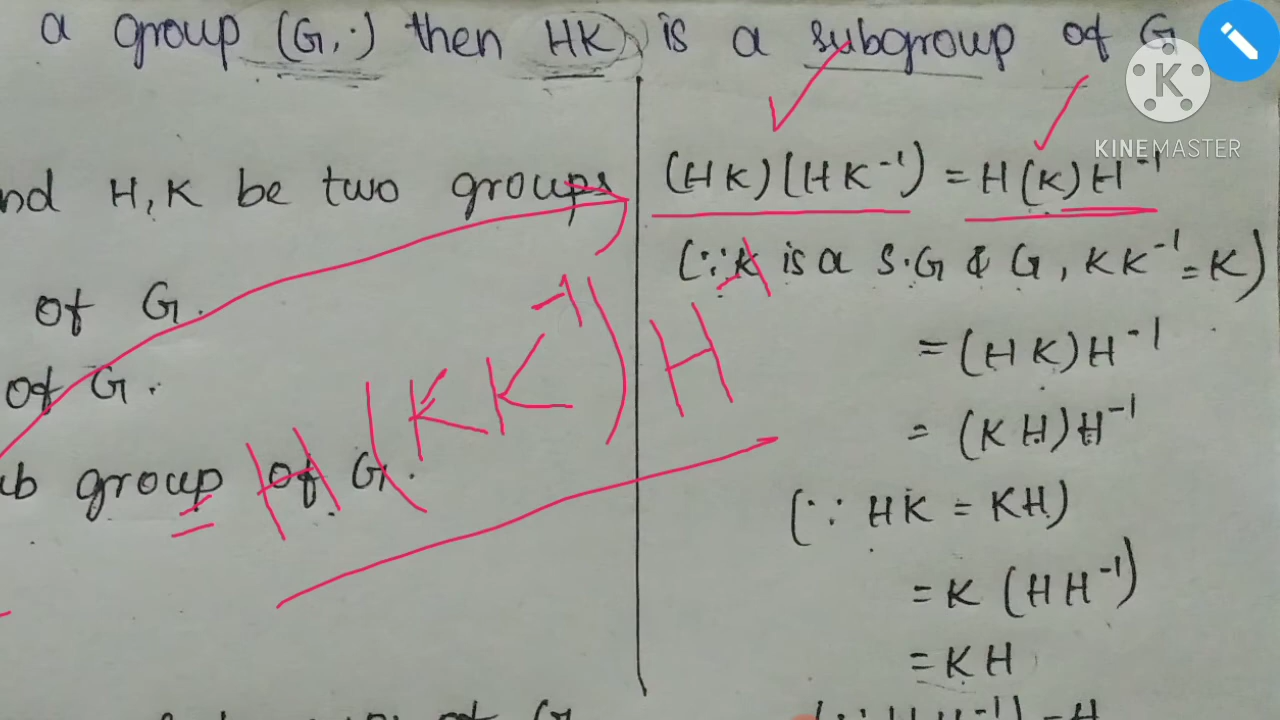 a group (G, ·) then HK is a subgroup of G
KINEMASTER
nd H, K be two groups
of G.
of G.
ub group of G.
= H (K K⁻¹) H
(HK)(HK⁻¹) = H(K)H⁻¹
(∵ K is a S.G & G, KK⁻¹ = K)
= (HK)H⁻¹
= (KH)H⁻¹
(∵ HK = KH)
= K (HH⁻¹)
= KH
of G